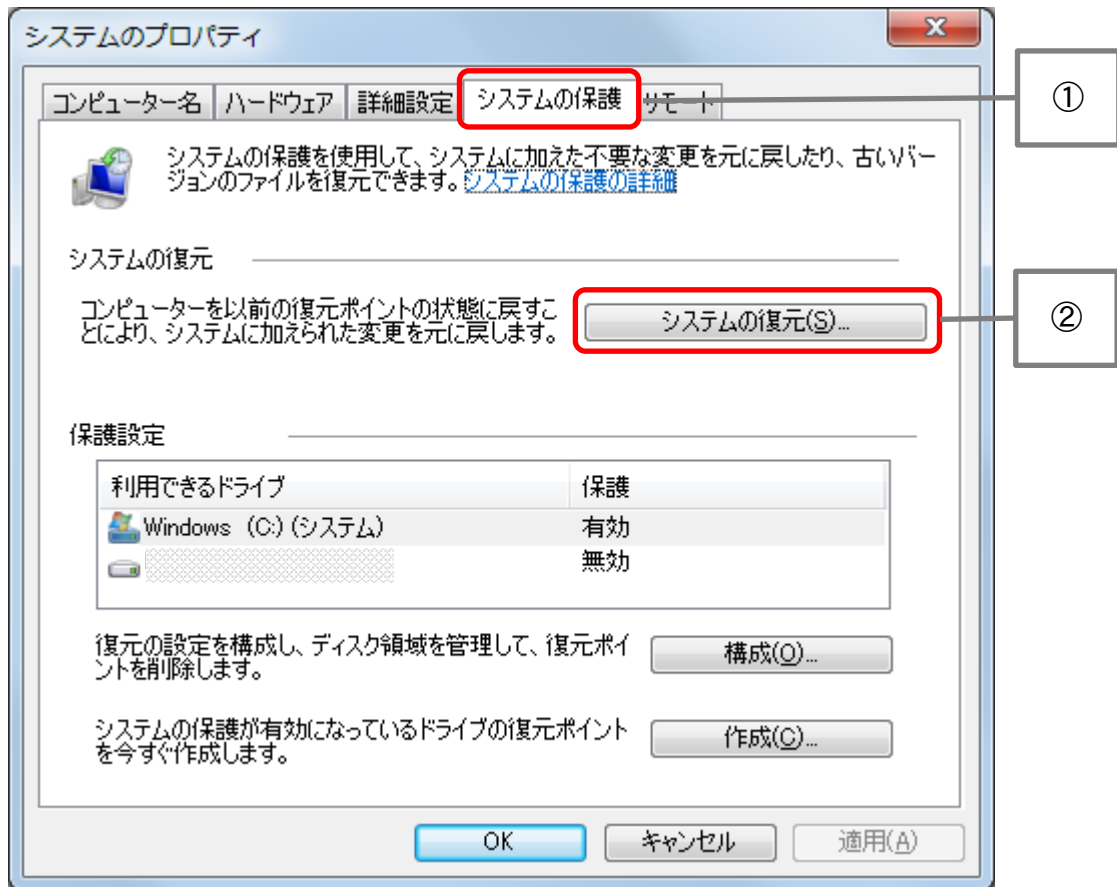 システムのプロパティ
コンピューター名 ハードウェア 詳細設定 システムの保護 リモート
①
システムの保護を使用して、システムに加えた不要な変更を元に戻したり、古いバー
ジョンのファイルを復元できます。システムの保護の詳細
システムの復元
コンピューターを以前の復元ポイントの状態に戻すこ
とにより、システムに加えられた変更を元に戻します。
システムの復元(S)...
②
保護設定
利用できるドライブ 保護
Windows (C:) (システム) 有効
無効
復元の設定を構成し、ディスク領域を管理して、復元ポイ
ントを削除します。
構成(O)...
システムの保護が有効になっているドライブの復元ポイント
を今すぐ作成します。
作成(C)...
OK キャンセル 適用(A)